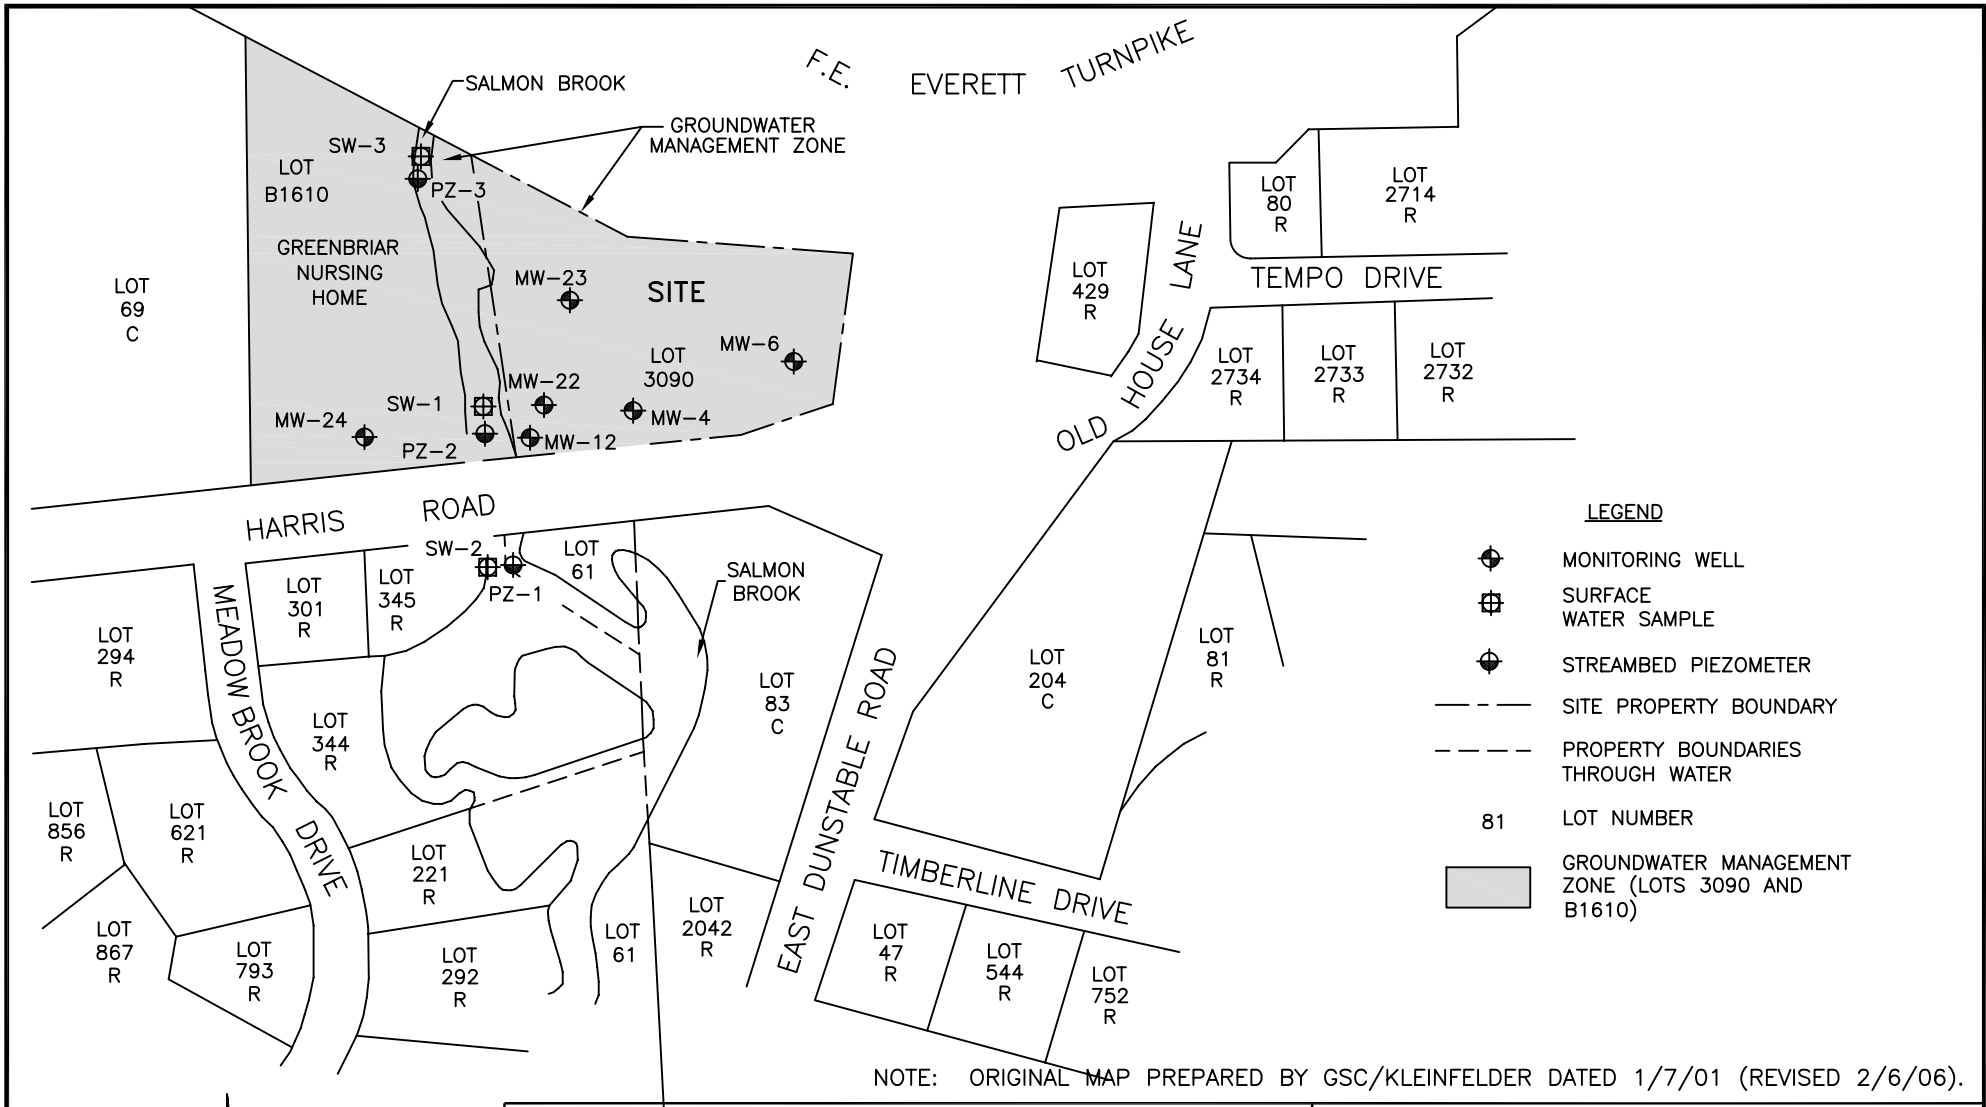 F.E. EVERETT TURNPIKE
SALMON BROOK
GROUNDWATER
MANAGEMENT ZONE
SW-3
PZ-3
LOT
B1610
GREENBRIAR
NURSING
HOME
LOT
69
C
MW-23
SITE
MW-6
LOT
3090
MW-22
SW-1
MW-4
MW-24
PZ-2
MW-12
LOT
80
R
LOT
2714
R
LOT
429
R
OLD HOUSE LANE
TEMPO DRIVE
LOT
2734
R
LOT
2733
R
LOT
2732
R
HARRIS ROAD
SW-2
PZ-1
LOT
61
SALMON
BROOK
LOT
301
R
LOT
345
R
LOT
294
R
MEADOW BROOK DRIVE
LOT
344
R
LOT
83
C
EAST DUNSTABLE ROAD
LOT
204
C
LOT
81
R
LOT
856
R
LOT
621
R
LOT
221
R
TIMBERLINE DRIVE
LOT
867
R
LOT
793
R
LOT
292
R
LOT
61
LOT
2042
R
LOT
47
R
LOT
544
R
LOT
752
R
LEGEND
MONITORING WELL
SURFACE
WATER SAMPLE
STREAMBED PIEZOMETER
SITE PROPERTY BOUNDARY
PROPERTY BOUNDARIES
THROUGH WATER
81 LOT NUMBER
GROUNDWATER MANAGEMENT
ZONE (LOTS 3090 AND
B1610)
NOTE: ORIGINAL MAP PREPARED BY GSC/KLEINFELDER DATED 1/7/01 (REVISED 2/6/06).